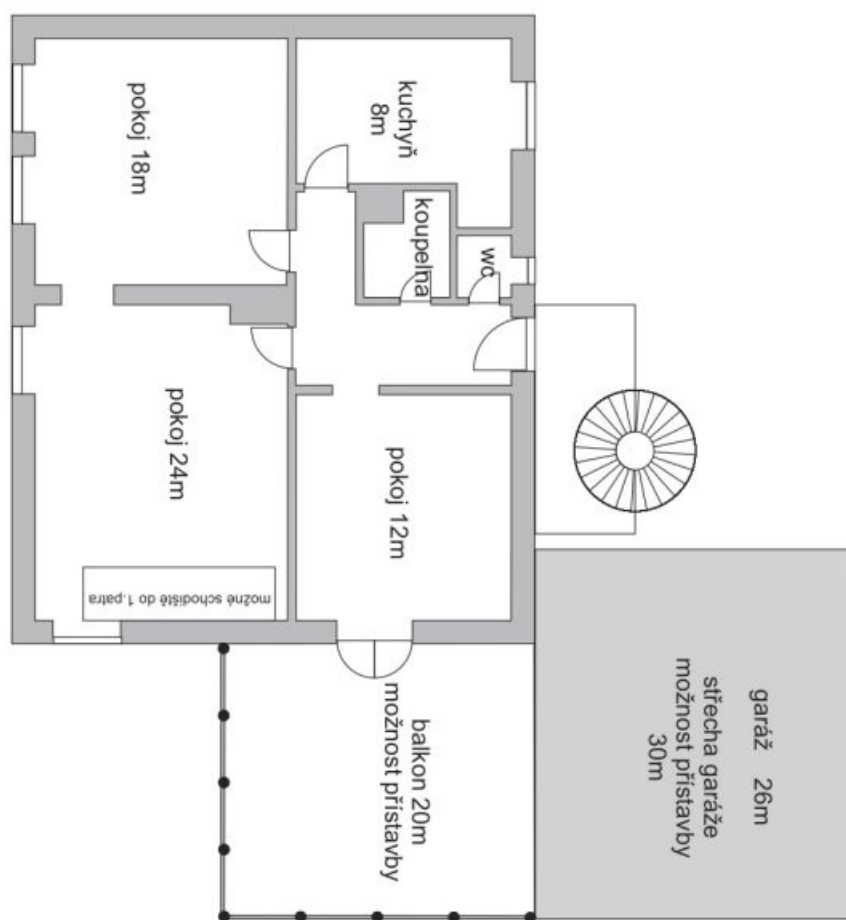 pokoj 18m
kuchyň
8m
koupelna
wc
pokoj 24m
pokoj 12m
možné schodiště do 1.patra
balkon 20m
možnost přístavby
garáž 26m
střecha garáže
možnost přístavby
30m